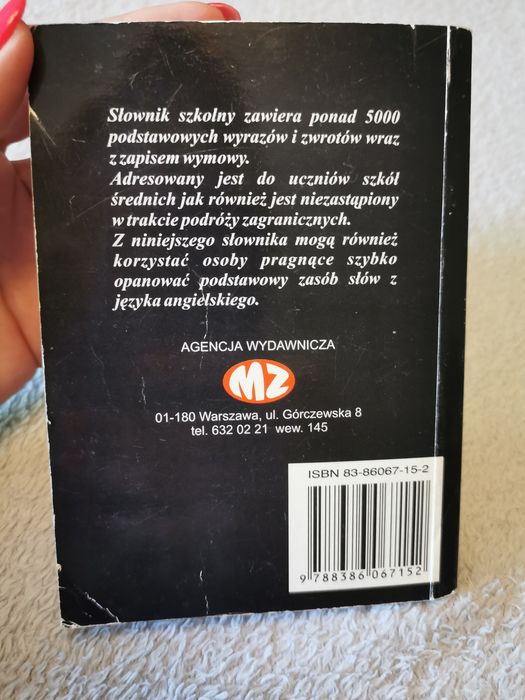 Słownik szkolny zawiera ponad 5000
podstawowych wyrazów i zwrotów wraz
z zapisem wymowy.
Adresowany jest do uczniów szkół
średnich jak również jest niezastąpiony
w trakcie podróży zagranicznych.
Z niniejszego słownika mogą również
korzystać osoby pragnące szybko
opanować podstawowy zasób słów z
języka angielskiego.
AGENCJA WYDAWNICZA
MZ
01-180 Warszawa, ul. Górczewska 8
tel. 632 02 21 wew. 145
ISBN 83-86067-15-2
9 788386 067152